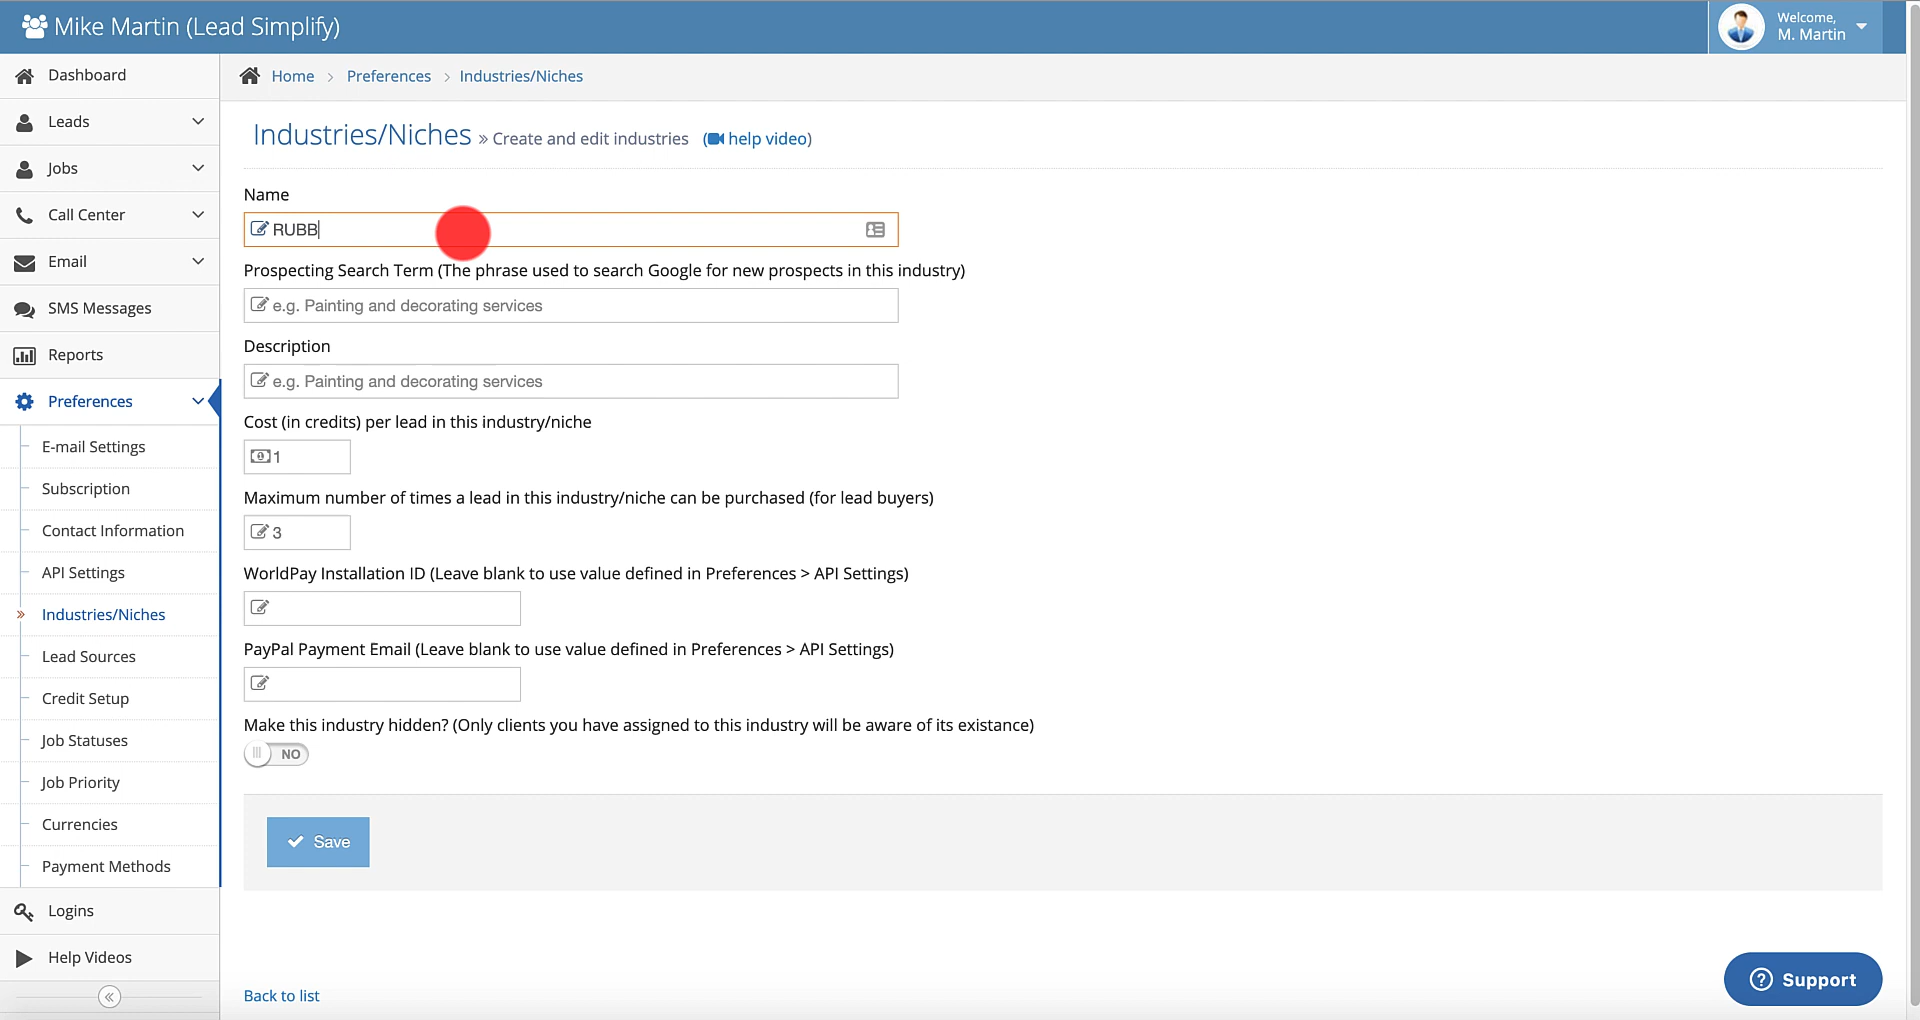 Mike Martin (Lead Simplify)
Welcome,
M. Martin
Dashboard
Leads
Jobs
Call Center
Email
SMS Messages
Reports
Preferences
E-mail Settings
Subscription
Contact Information
API Settings
» Industries/Niches
Lead Sources
Credit Setup
Job Statuses
Job Priority
Currencies
Payment Methods
Logins
Help Videos
«
Home > Preferences > Industries/Niches
Industries/Niches » Create and edit industries (help video)
Name
RUBB
Prospecting Search Term (The phrase used to search Google for new prospects in this industry)
e.g. Painting and decorating services
Description
e.g. Painting and decorating services
Cost (in credits) per lead in this industry/niche
1
Maximum number of times a lead in this industry/niche can be purchased (for lead buyers)
3
WorldPay Installation ID (Leave blank to use value defined in Preferences > API Settings)
PayPal Payment Email (Leave blank to use value defined in Preferences > API Settings)
Make this industry hidden? (Only clients you have assigned to this industry will be aware of its existance)
NO
Save
Back to list
Support